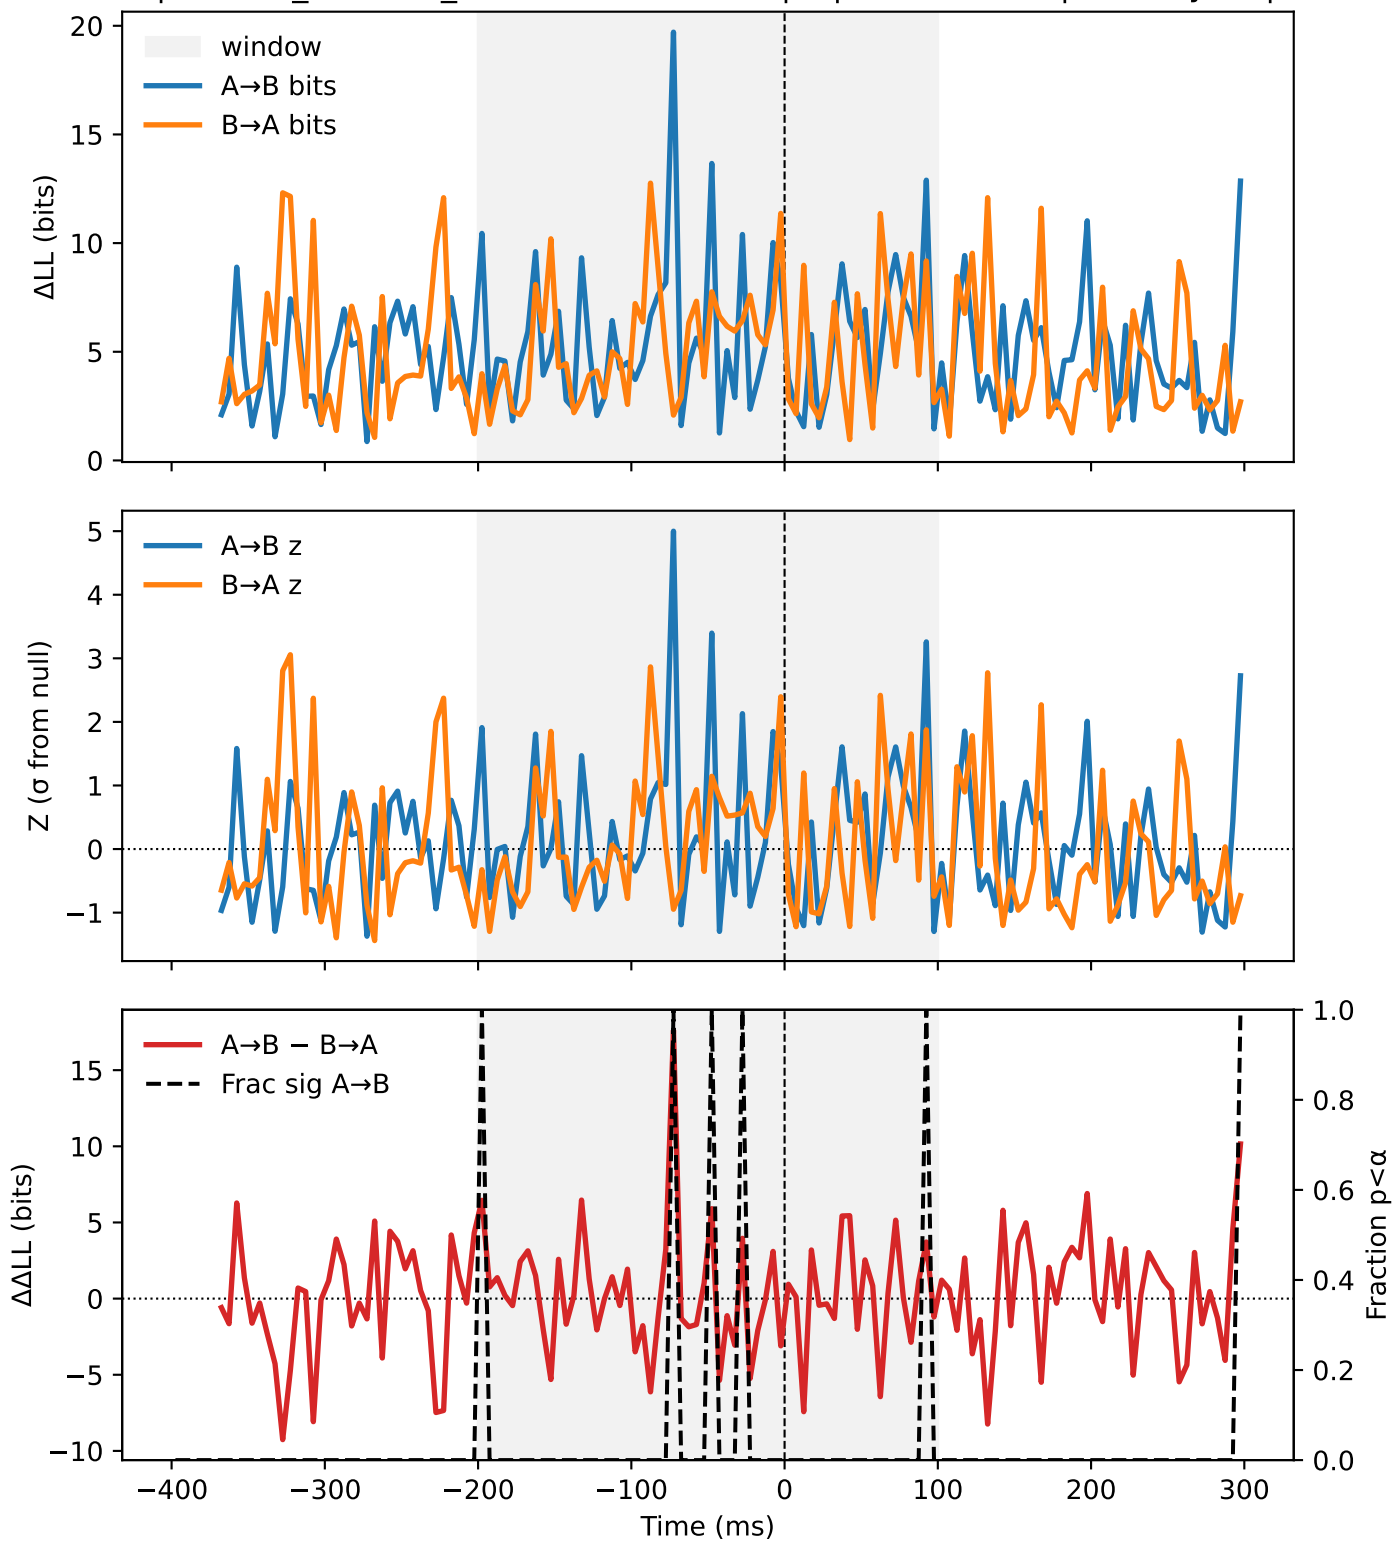 20
15
10
5
0
ΔLL (bits)
window
A→B bits
B→A bits
5
4
3
2
1
0
−1
Z (σ from null)
A→B z
B→A z
15
10
5
0
−5
−10
ΔΔLL (bits)
A→B − B→A
Frac sig A→B
1.0
0.8
0.6
0.4
0.2
0.0
Fraction p<α
−400 −300 −200 −100 0 100 200 300
Time (ms)